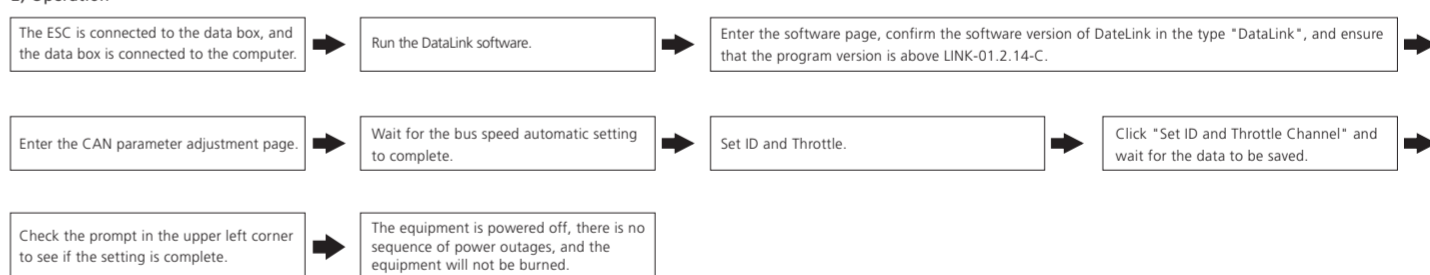 The ESC is connected to the data box, and
the data box is connected to the computer.
Run the DataLink software.
Enter the software page, confirm the software version of DateLink in the type "DataLink", and ensure
that the program version is above LINK-01.2.14-C.
Enter the CAN parameter adjustment page.
Wait for the bus speed automatic setting
to complete.
Set ID and Throttle.
Click "Set ID and Throttle Channel" and
wait for the data to be saved.
Check the prompt in the upper left corner
to see if the setting is complete.
The equipment is powered off, there is no
sequence of power outages, and the
equipment will not be burned.